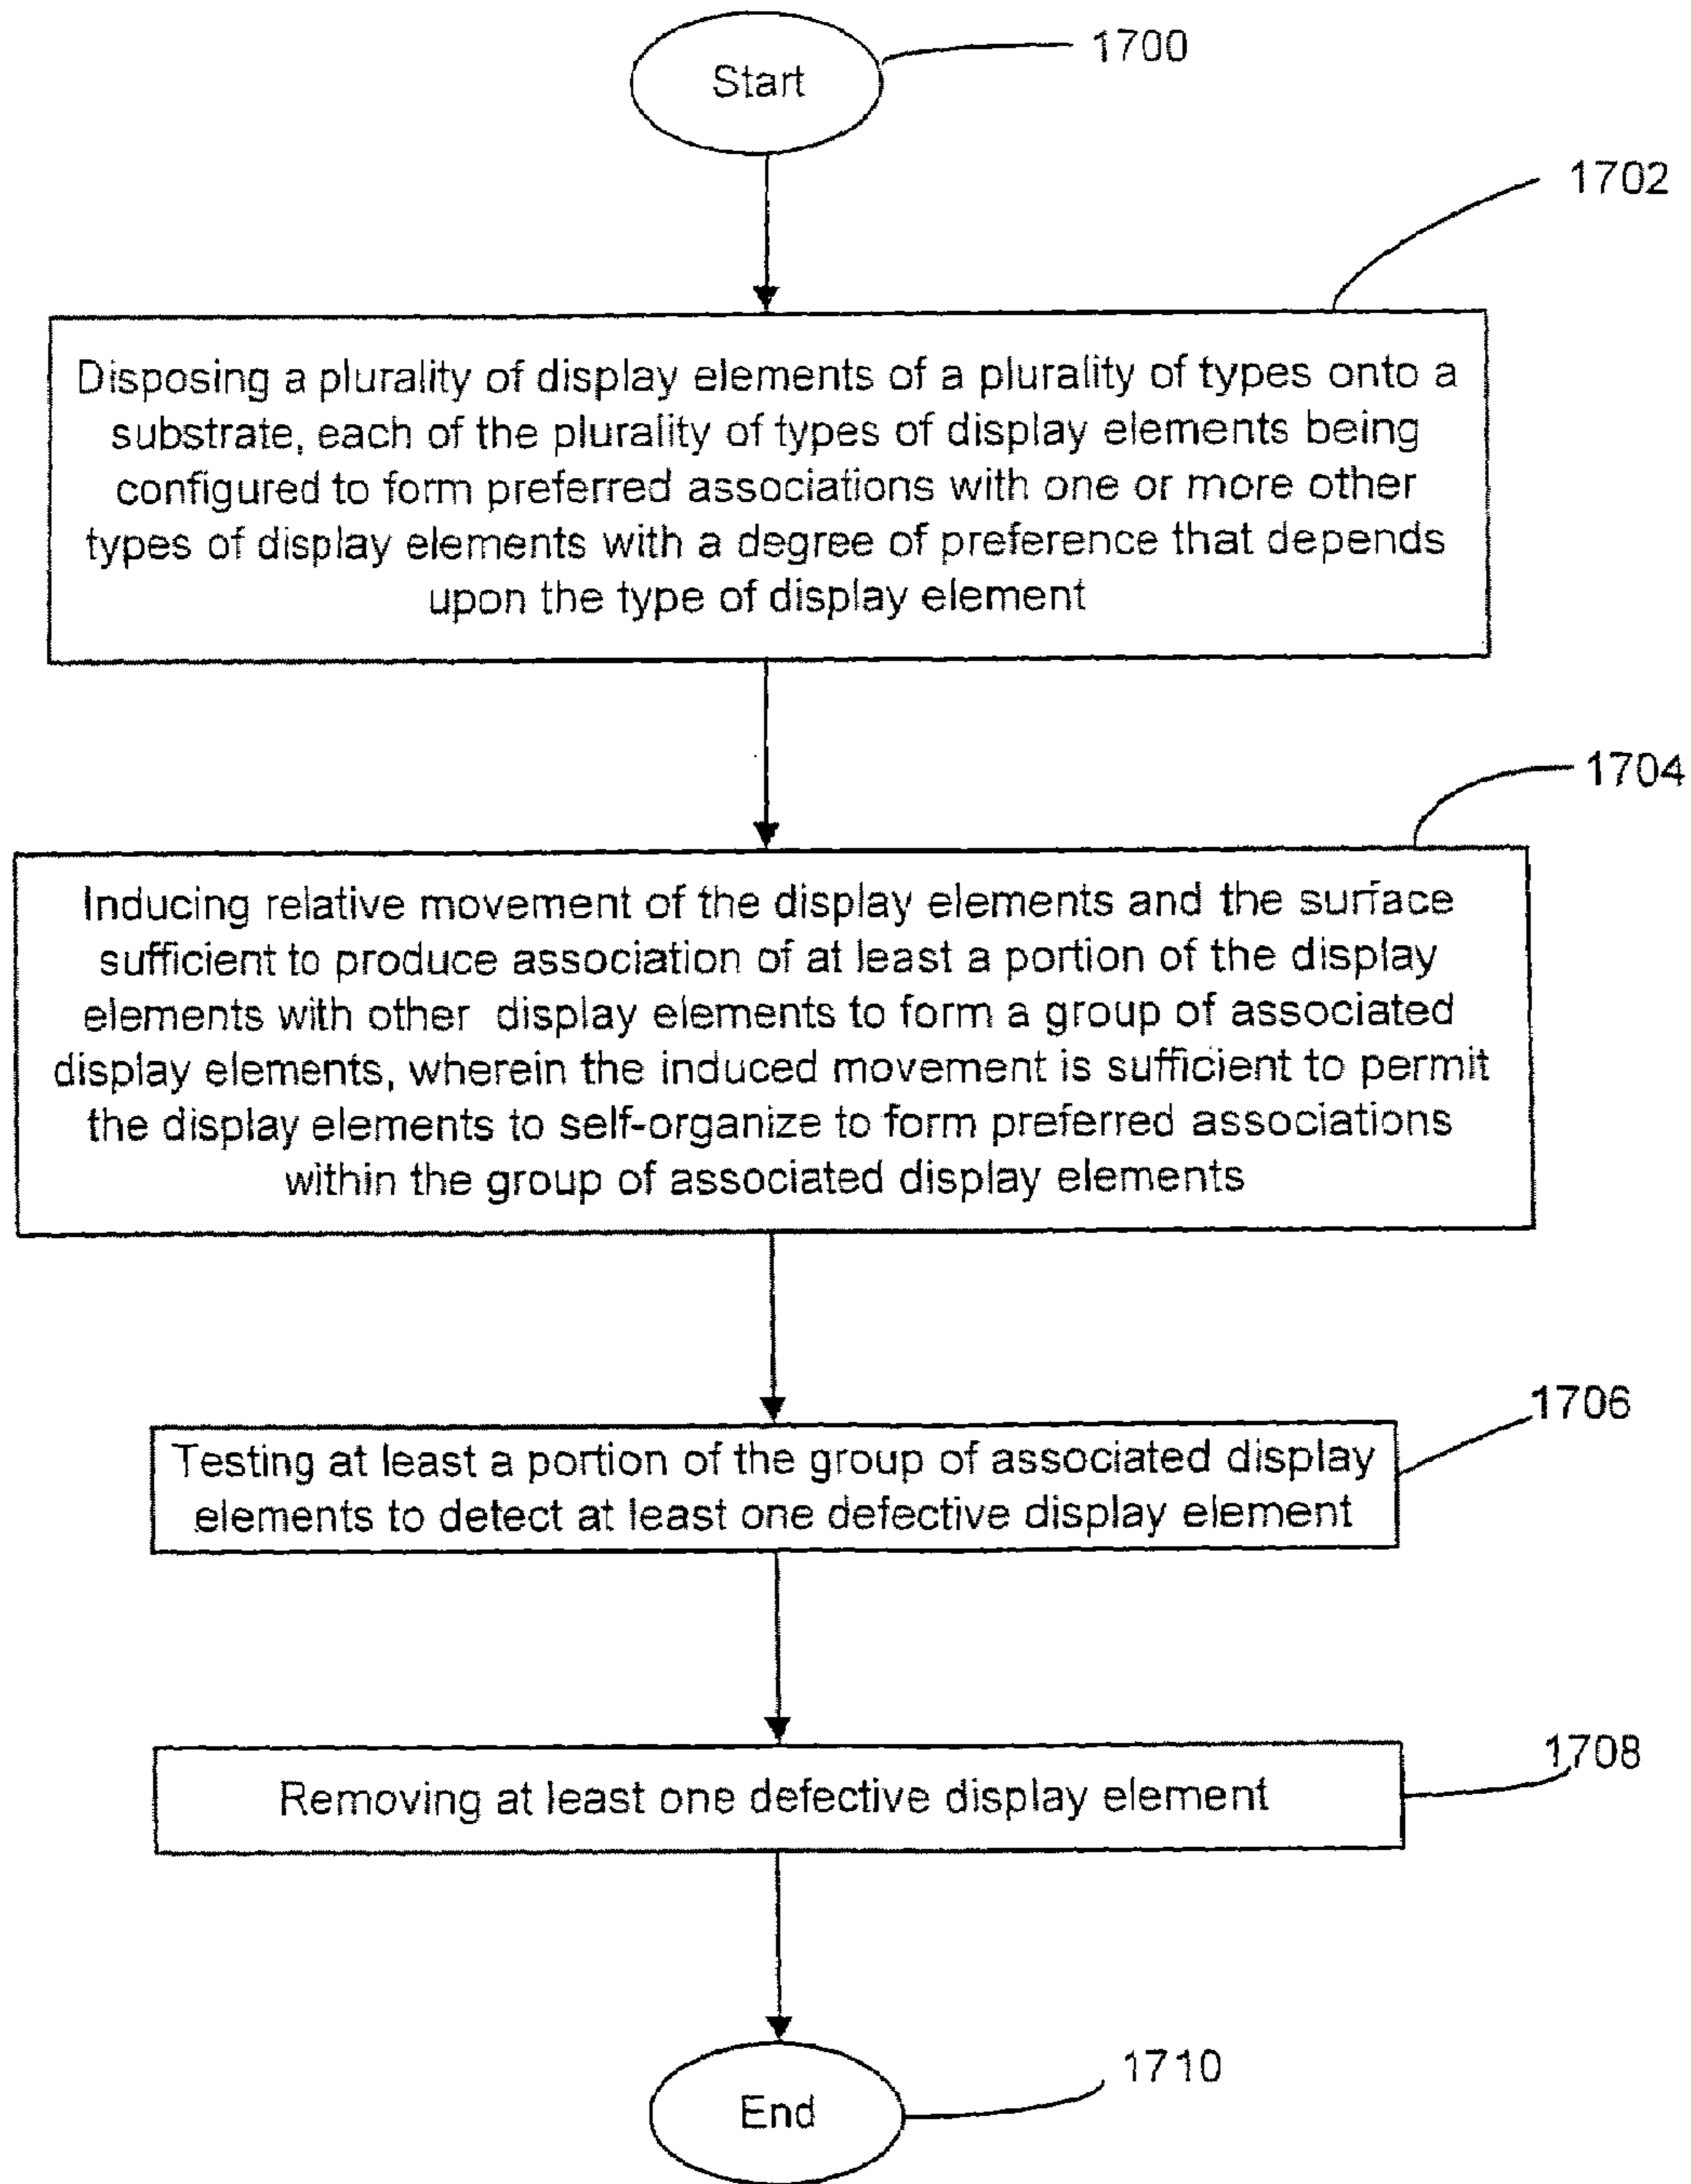 Start
1700
1702
Disposing a plurality of display elements of a plurality of types onto a
substrate, each of the plurality of types of display elements being
configured to form preferred associations with one or more other
types of display elements with a degree of preference that depends
upon the type of display element
1704
Inducing relative movement of the display elements and the surface
sufficient to produce association of at least a portion of the display
elements with other display elements to form a group of associated
display elements, wherein the induced movement is sufficient to permit
the display elements to self-organize to form preferred associations
within the group of associated display elements
1706
Testing at least a portion of the group of associated display
elements to detect at least one defective display element
1708
Removing at least one defective display element
1710
End